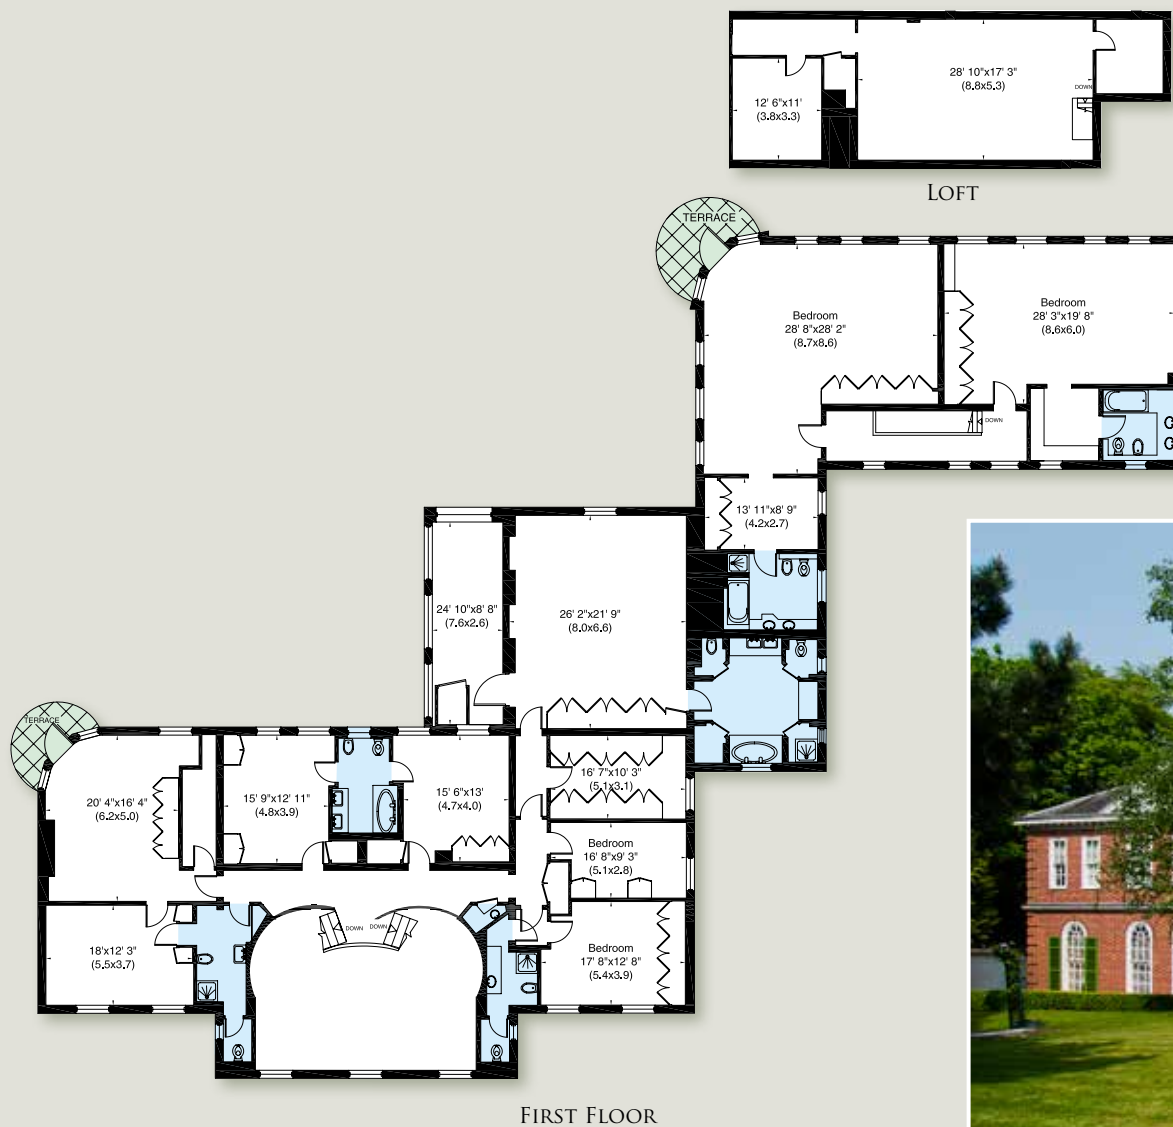 28' 10"x17' 3"
(8.8x5.3)
DOWN
12' 6"x11'
(3.8x3.3)
LOFT
TERRACE
Bedroom
28' 8"x28' 2"
(8.7x8.6)
Bedroom
28' 3"x19' 8"
(8.6x6.0)
DOWN
13' 11"x8' 9"
(4.2x2.7)
24' 10"x8' 8"
(7.6x2.6)
26' 2"x21' 9"
(8.0x6.6)
TERRACE
20' 4"x16' 4"
(6.2x5.0)
15' 9"x12' 11"
(4.8x3.9)
15' 6"x13'
(4.7x4.0)
16' 7"x10' 3"
(5.1x3.1)
Bedroom
16' 8"x9' 3"
(5.1x2.8)
DOWN DOWN
18'x12' 3"
(5.5x3.7)
Bedroom
17' 8"x12' 8"
(5.4x3.9)
FIRST FLOOR